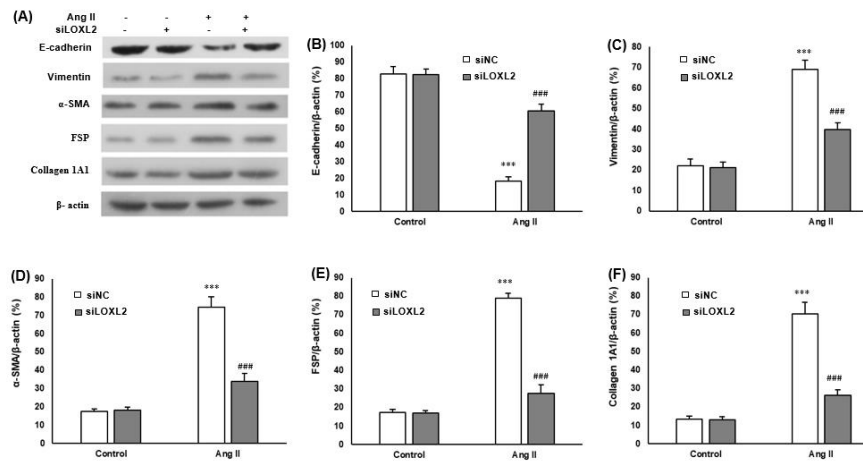 (A)
Ang II - - + +
siLOXL2 - + - +
E-cadherin
Vimentin
α-SMA
FSP
Collagen 1A1
β- actin
(B)
E-cadherin/β-actin (%)
90
80
70
60
50
40
30
20
10
0
siNC
siLOXL2
***
###
Control Ang II
(C)
Vimentin/β-actin (%)
80
70
60
50
40
30
20
10
0
siNC
siLOXL2
***
###
Control Ang II
(D)
α-SMA/β-actin (%)
90
80
70
60
50
40
30
20
10
0
siNC
siLOXL2
***
###
Control Ang II
(E)
FSP/β-actin (%)
90
80
70
60
50
40
30
20
10
0
siNC
siLOXL2
***
###
Control Ang II
(F)
Collagen 1A1/β-actin (%)
90
80
70
60
50
40
30
20
10
0
siNC
siLOXL2
***
###
Control Ang II